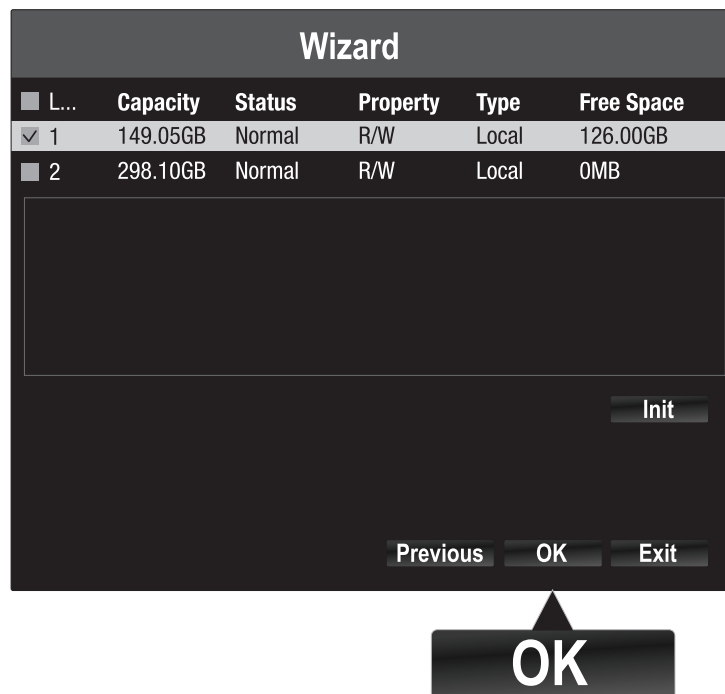 Wizard
L... Capacity Status Property Type Free Space
1 149.05GB Normal R/W Local 126.00GB
2 298.10GB Normal R/W Local 0MB
Init
Previous OK Exit
OK